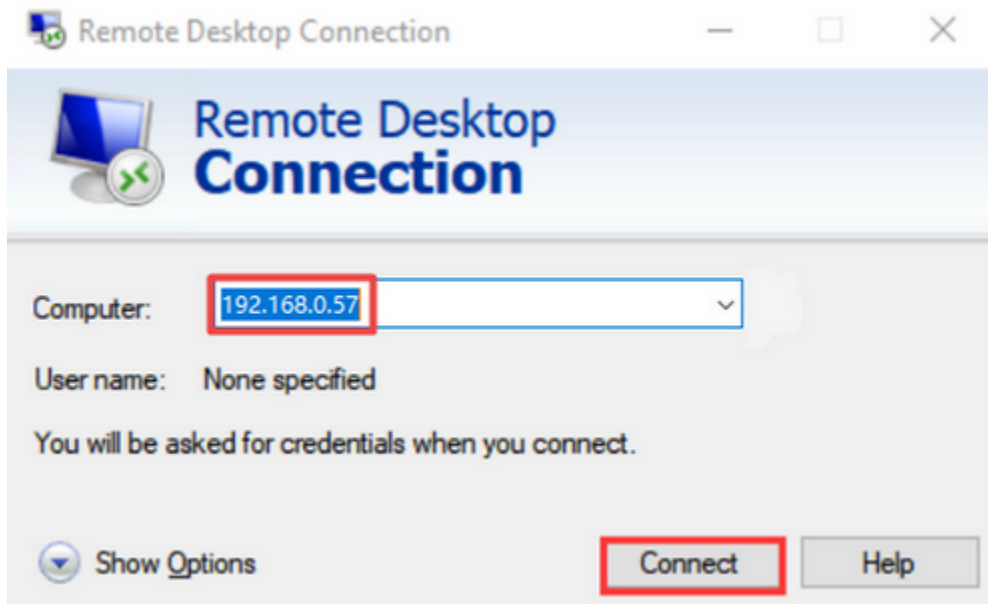 Remote Desktop Connection
Remote Desktop
Connection
Computer: 192.168.0.57
User name: None specified
You will be asked for credentials when you connect.
Show Options Connect Help